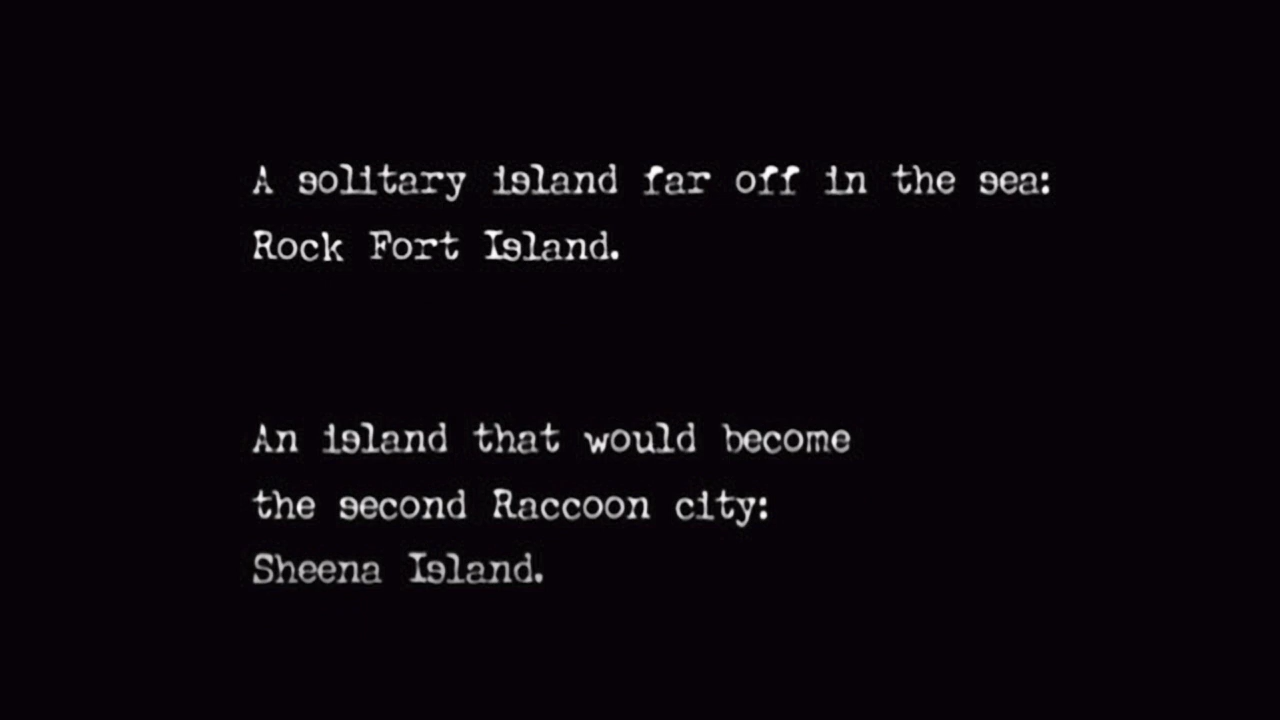 A solitary island far off in the sea:
Rock Fort Island.
An island that would become
the second Raccoon city:
Sheena Island.